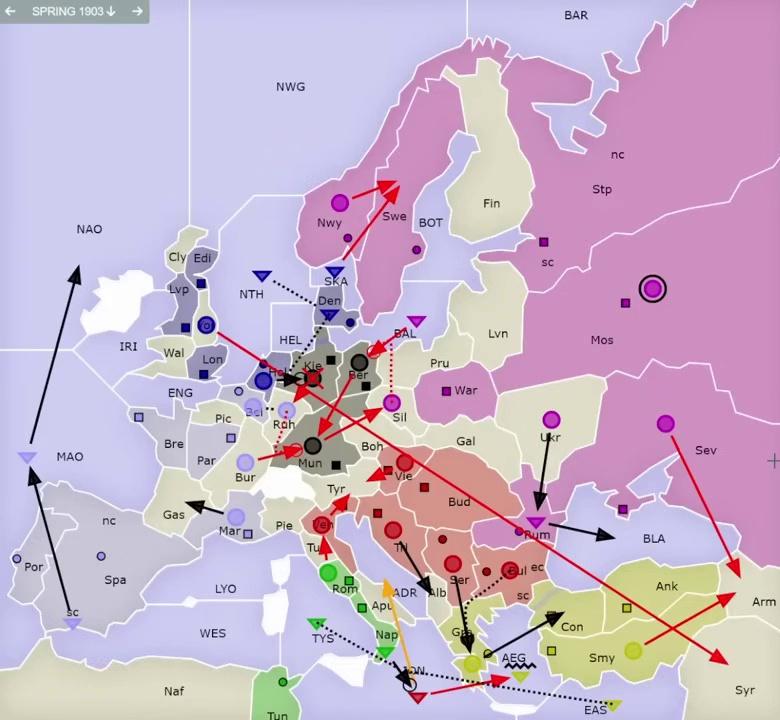 ← SPRING 1903↓ →
BAR
NWG
nc
Stp
Fin
Nwy
Swe
NAO
BOT
Cly
Edi
sc
SKA
NTH
Den
Lvp
Mos
HEL
BAL
Lvn
IRI
Wal
Lon
Kie
Hol
Ber
Pru
ENG
War
Bel
Pic
Ruh
Sil
Ukr
Bre
Gal
Sev
MAO
Par
Boh
Bur
Mun
Vie
Tyr
Bud
Gas
nc
Mar
Pie
Ven
Rum
BLA
Tri
Por
Spa
Tu
Ser
Bul
ec
Rom
Ank
LYO
ADR
Alb
sc
Arm
sc
Apu
WES
TYS
Nap
Gre
Con
Smy
AEG
ION
Naf
Syr
EAS
Tun